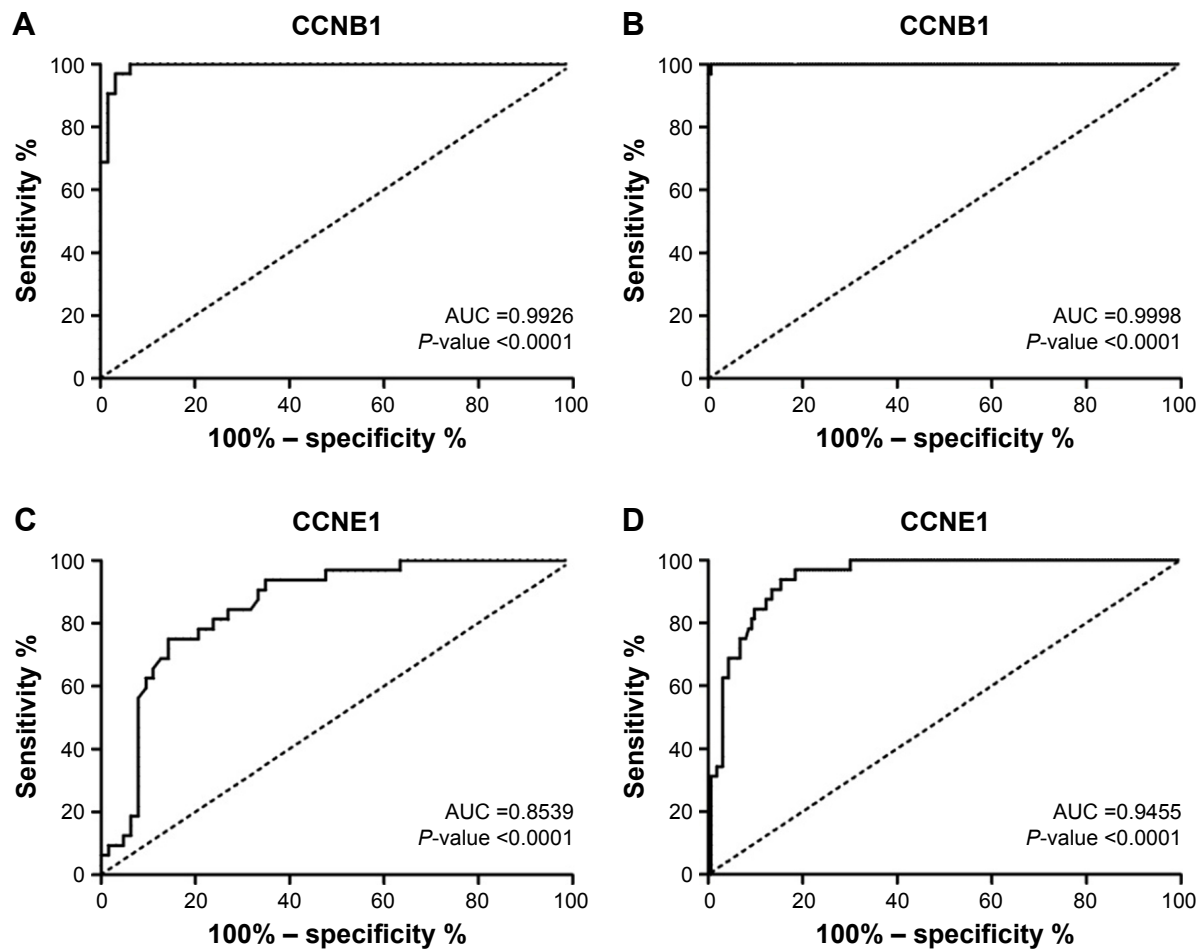 A
CCNB1
100
80
60
40
20
0
Sensitivity %
AUC =0.9926
P-value <0.0001
0 20 40 60 80 100
100% – specificity %
B
CCNB1
100
80
60
40
20
0
Sensitivity %
AUC =0.9998
P-value <0.0001
0 20 40 60 80 100
100% – specificity %
C
CCNE1
100
80
60
40
20
0
Sensitivity %
AUC =0.8539
P-value <0.0001
0 20 40 60 80 100
100% – specificity %
D
CCNE1
100
80
60
40
20
0
Sensitivity %
AUC =0.9455
P-value <0.0001
0 20 40 60 80 100
100% – specificity %